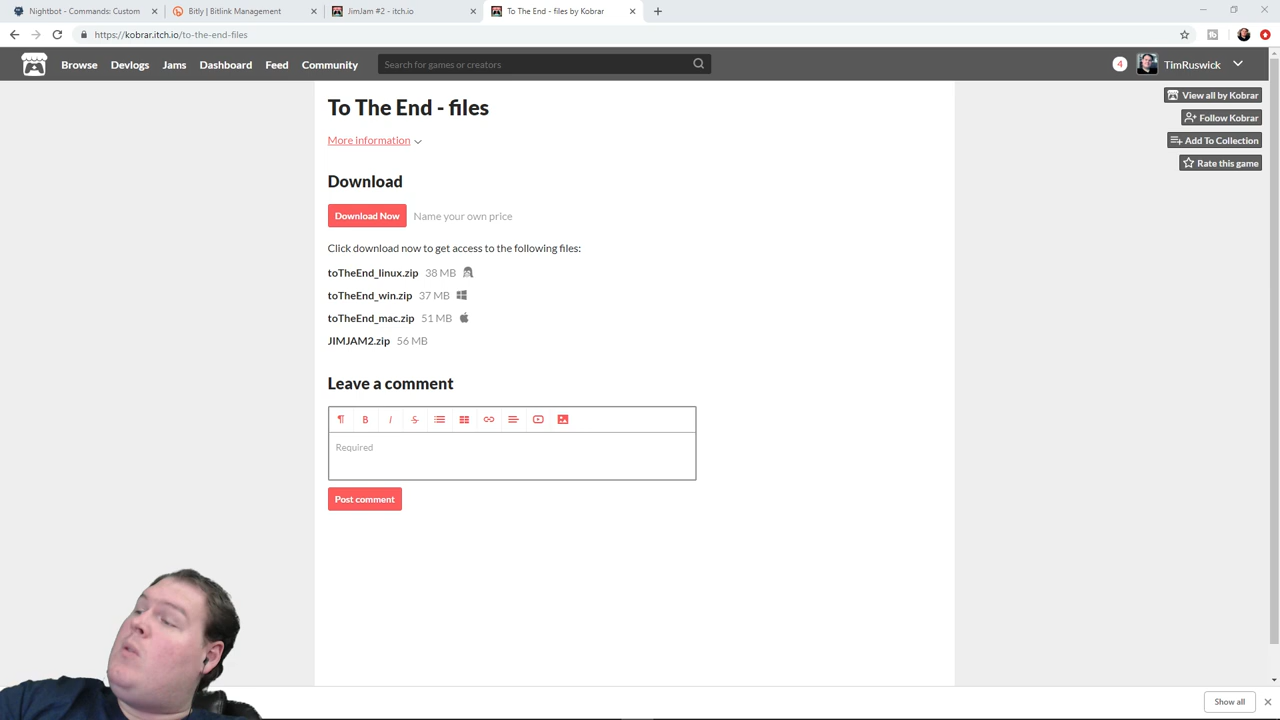 Nightbot - Commands: Custom
Bitly | Bitlink Management
JimJam #2 - itch.io
To The End - files by Kobrar
https://kobrar.itch.io/to-the-end-files
Browse
Devlogs
Jams
Dashboard
Feed
Community
Search for games or creators
4
TimRuswick
View all by Kobrar
Follow Kobrar
Add To Collection
Rate this game
To The End - files
More information
Download
Download Now
Name your own price
Click download now to get access to the following files:
toTheEnd_linux.zip 38 MB
toTheEnd_win.zip 37 MB
toTheEnd_mac.zip 51 MB
JIMJAM2.zip 56 MB
Leave a comment
Required
Post comment
Show all